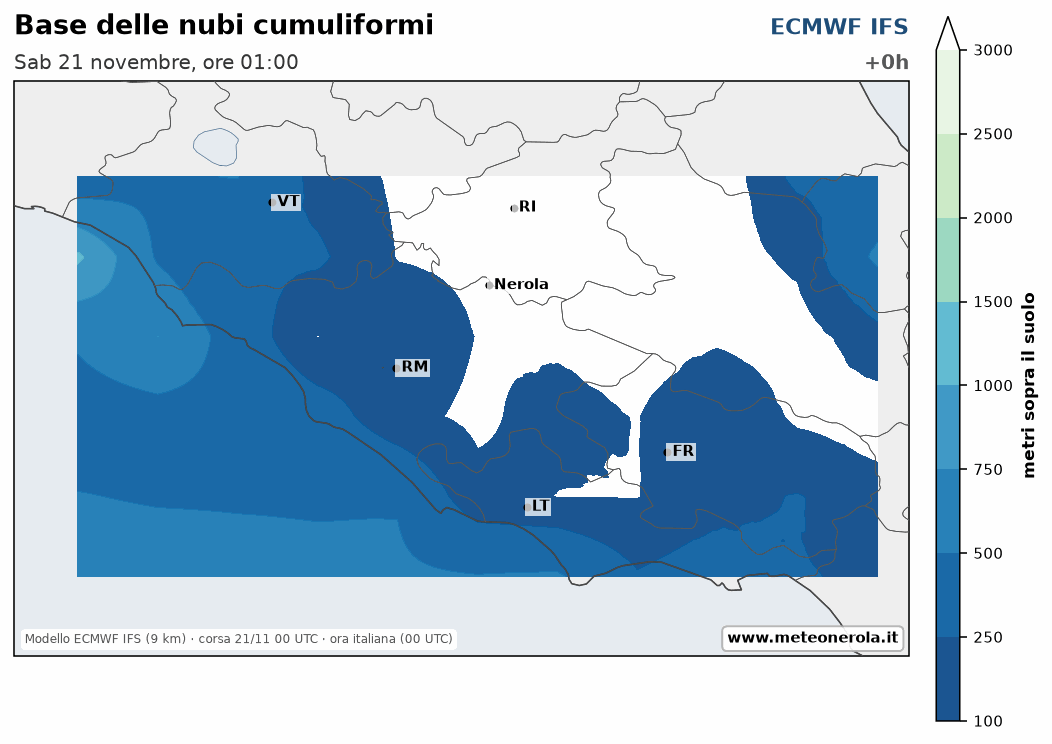 Base delle nubi cumuliformi
ECMWF IFS
Sab 21 novembre, ore 01:00
+0h
3000
2500
2000
1500
1000
750
500
250
100
metri sopra il suolo
VT
RI
Nerola
RM
FR
LT
Modello ECMWF IFS (9 km) · corsa 21/11 00 UTC · ora italiana (00 UTC)
www.meteonerola.it